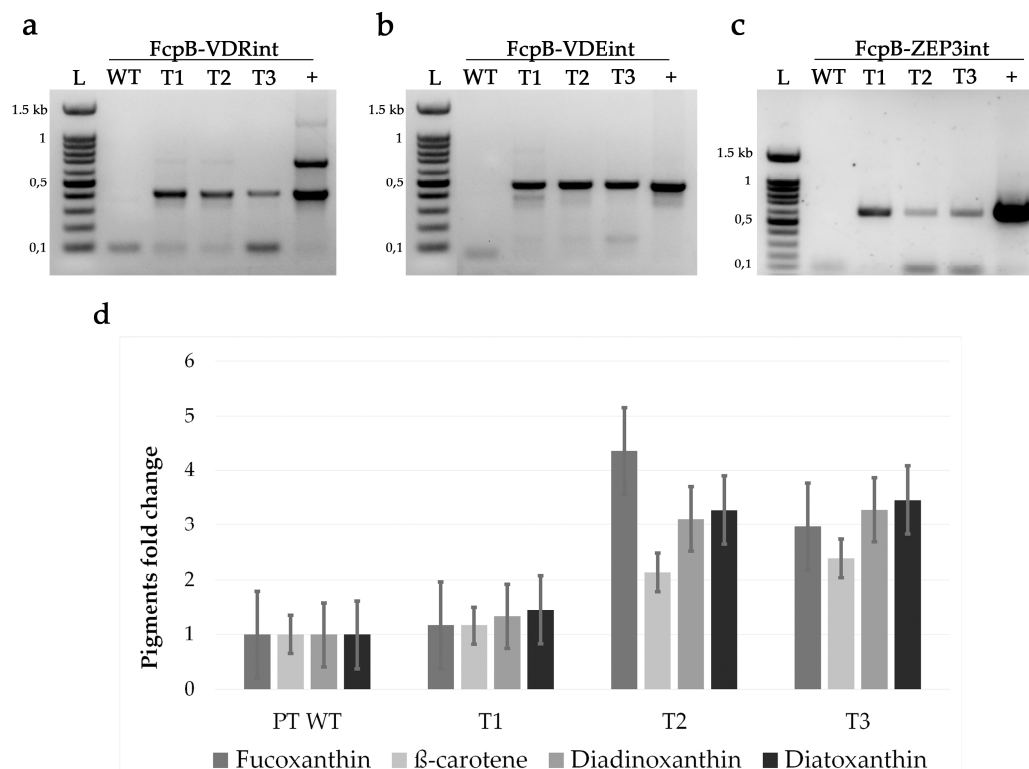 a
FcpB-VDRint
L WT T1 T2 T3 +
1.5 kb
1
0,5
0,1
b
FcpB-VDEint
L WT T1 T2 T3 +
1.5 kb
1
0,5
0,1
c
FcpB-ZEP3int
L WT T1 T2 T3 +
1.5 kb
1
0,5
0,1
d
Pigments fold change
6
5
4
3
2
1
0
PT WT T1 T2 T3
Fucoxanthin ß-carotene Diadinoxanthin Diatoxanthin